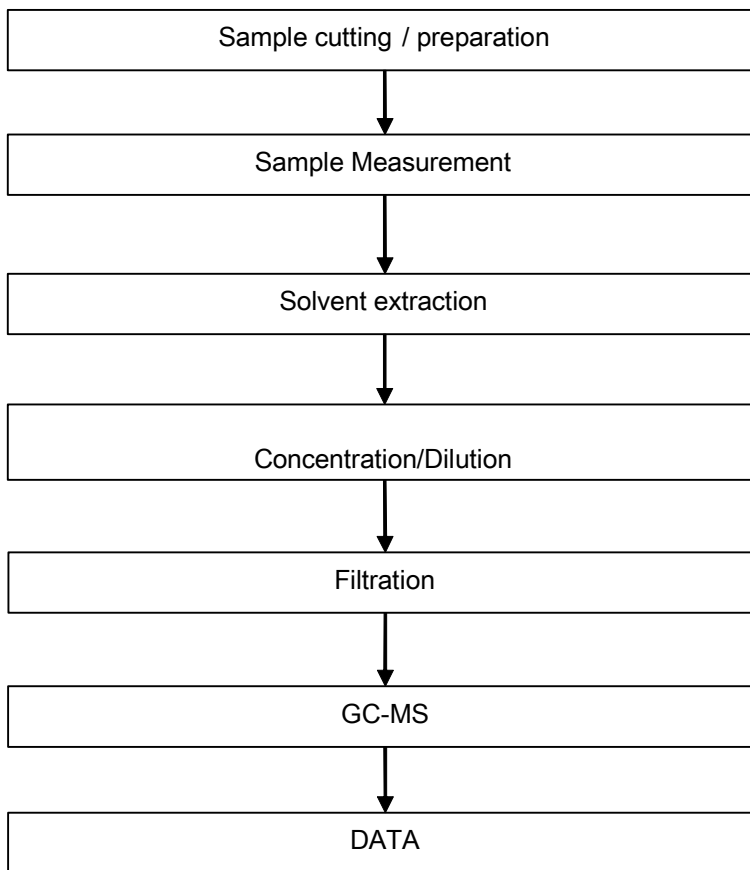 Sample cutting / preparation
Sample Measurement
Solvent extraction
Concentration/Dilution
Filtration
GC-MS
DATA